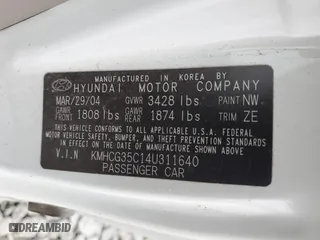 MANUFACTURED IN KOREA BY
HYUNDAI MOTOR COMPANY
MAR/29/04 GVWR 3428 lbs PAINT NW
GAWR FRONT 1808 lbs GAWR REAR 1874 lbs TRIM ZE
THIS VEHICLE CONFORMS TO ALL APPLICABLE
FEDERAL MOTOR VEHICLE SAFETY BUMPER,
AND THEFT PREVENTION STANDARDS
IN EFFECT ON THE DATE OF
MANUFACTURE SHOWN ABOVE.
V.I.N KMHCG35C14U311640
PASSENGER CAR